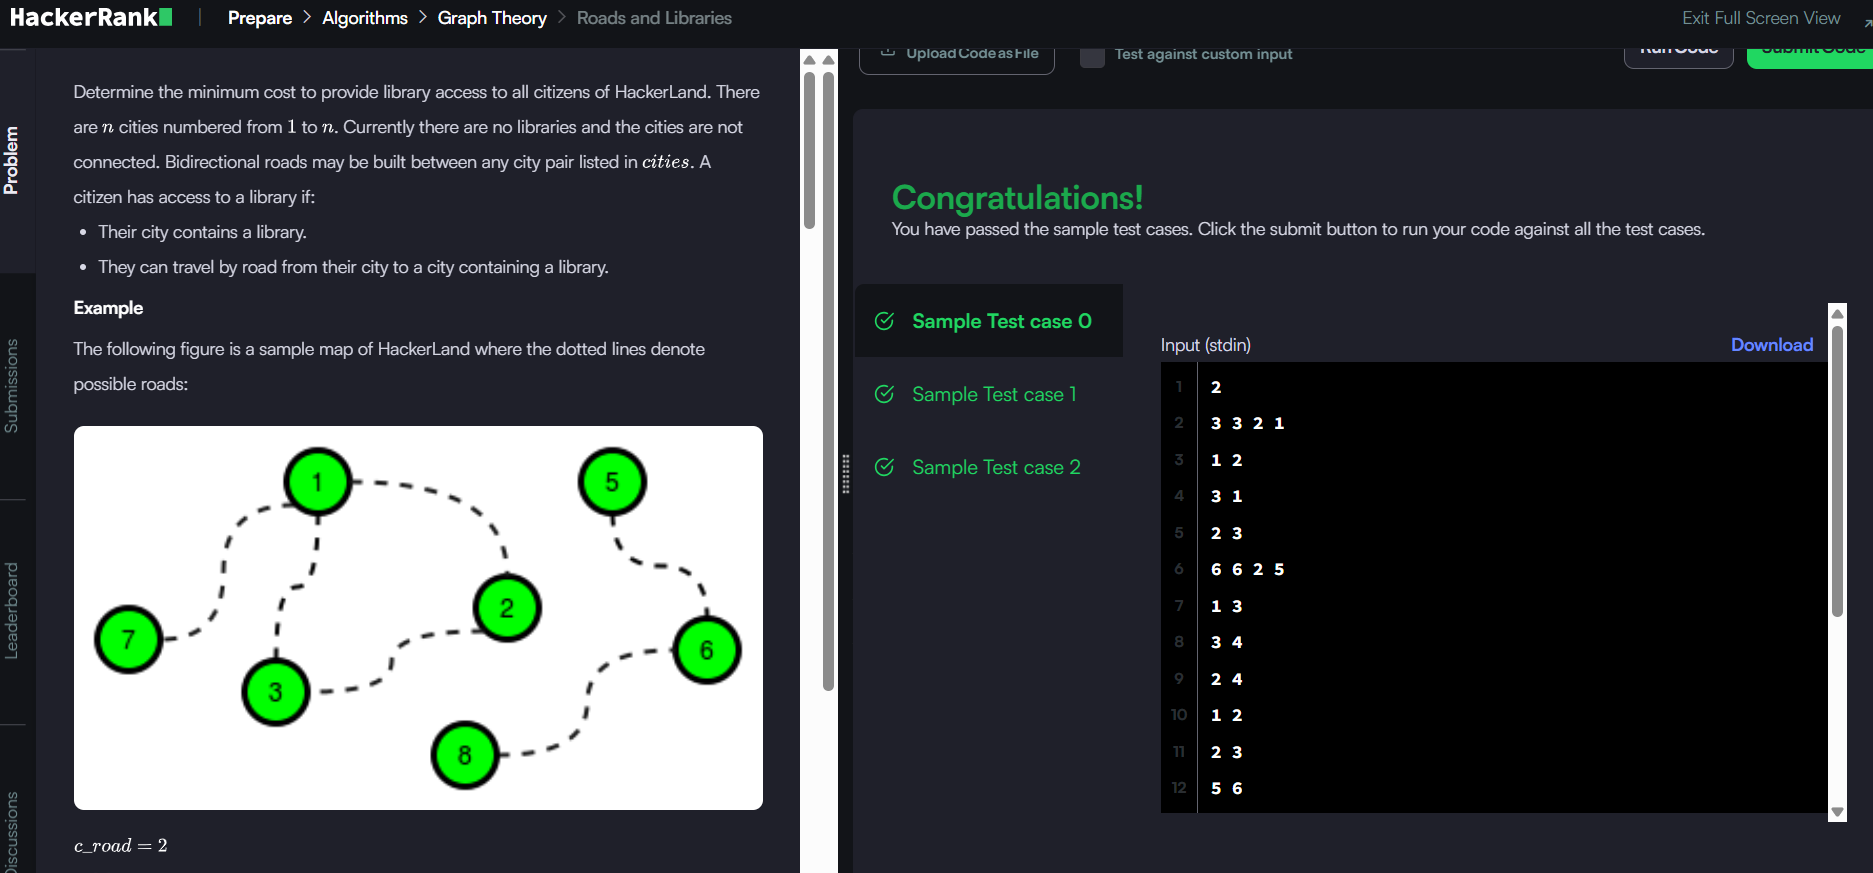 HackerRank | Prepare > Algorithms > Graph Theory > Roads and Libraries
Exit Full Screen View
Problem
Submissions
Leaderboard
Discussions
Determine the minimum cost to provide library access to all citizens of HackerLand. There
are n cities numbered from 1 to n. Currently there are no libraries and the cities are not
connected. Bidirectional roads may be built between any city pair listed in cities. A
citizen has access to a library if:
• Their city contains a library.
• They can travel by road from their city to a city containing a library.
Example
The following figure is a sample map of HackerLand where the dotted lines denote
possible roads:
1
5
2
7
6
3
8
c_road = 2
Upload Code as File
Test against custom input
Run Code
Submit Code
Congratulations!
You have passed the sample test cases. Click the submit button to run your code against all the test cases.
Sample Test case 0
Sample Test case 1
Sample Test case 2
Input (stdin)
Download
1 2
2 3 3 2 1
3 1 2
4 3 1
5 2 3
6 6 6 2 5
7 1 3
8 3 4
9 2 4
10 1 2
11 2 3
12 5 6